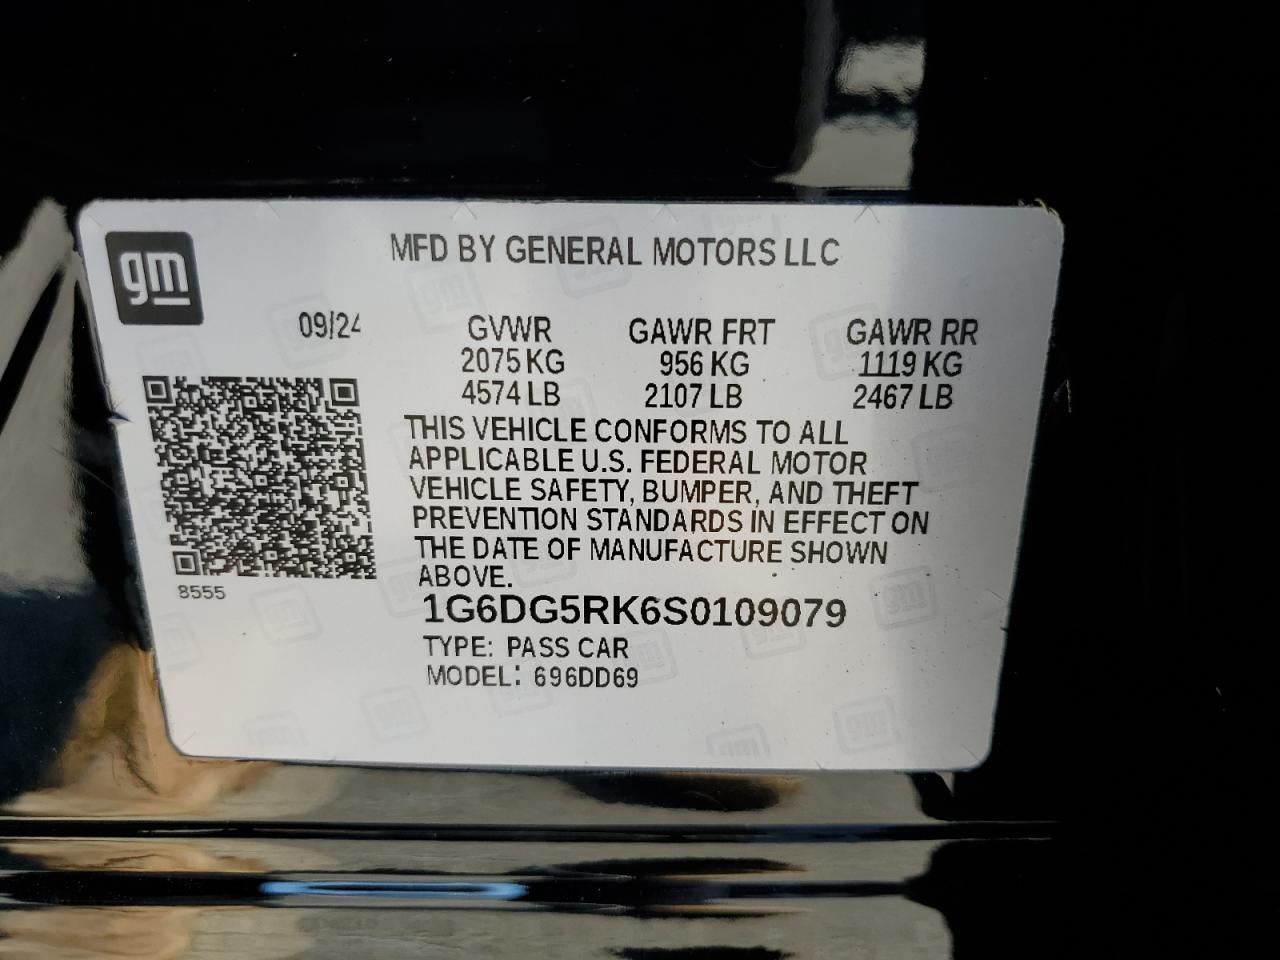 gm
MFD BY GENERAL MOTORS LLC
09/24
GVWR GAWR FRT GAWR RR
2075 KG 956 KG 1119 KG
4574 LB 2107 LB 2467 LB
THIS VEHICLE CONFORMS TO ALL
APPLICABLE U.S. FEDERAL MOTOR
VEHICLE SAFETY, BUMPER, AND THEFT
PREVENTION STANDARDS IN EFFECT ON
THE DATE OF MANUFACTURE SHOWN
ABOVE.
8555
1G6DG5RK6S0109079
TYPE: PASS CAR
MODEL: 696DD69